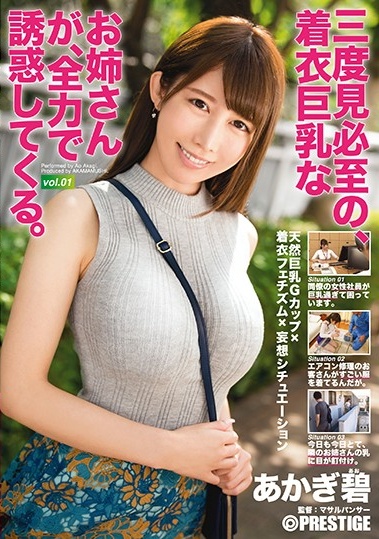 三度見必至の、
着衣巨乳な
お姉さん
が、全力で
誘惑してくる。
Performed by Ao Akagi.
Produced by AKAMAMUSHI.
vol.01
天然巨乳Gカップ×
着衣フェチズム×妄想シチュエーション
Situation 01
同僚の女性社員が
巨乳過ぎて困って
います。
Situation 02
エアコン修理のお
客さんがすごい服
を着てるんだが。
Situation 03
今日も今日とて、
隣のお姉さんの乳
に目が釘付け。
あかぎ碧
監督:マサルパンサー
PRESTIGE